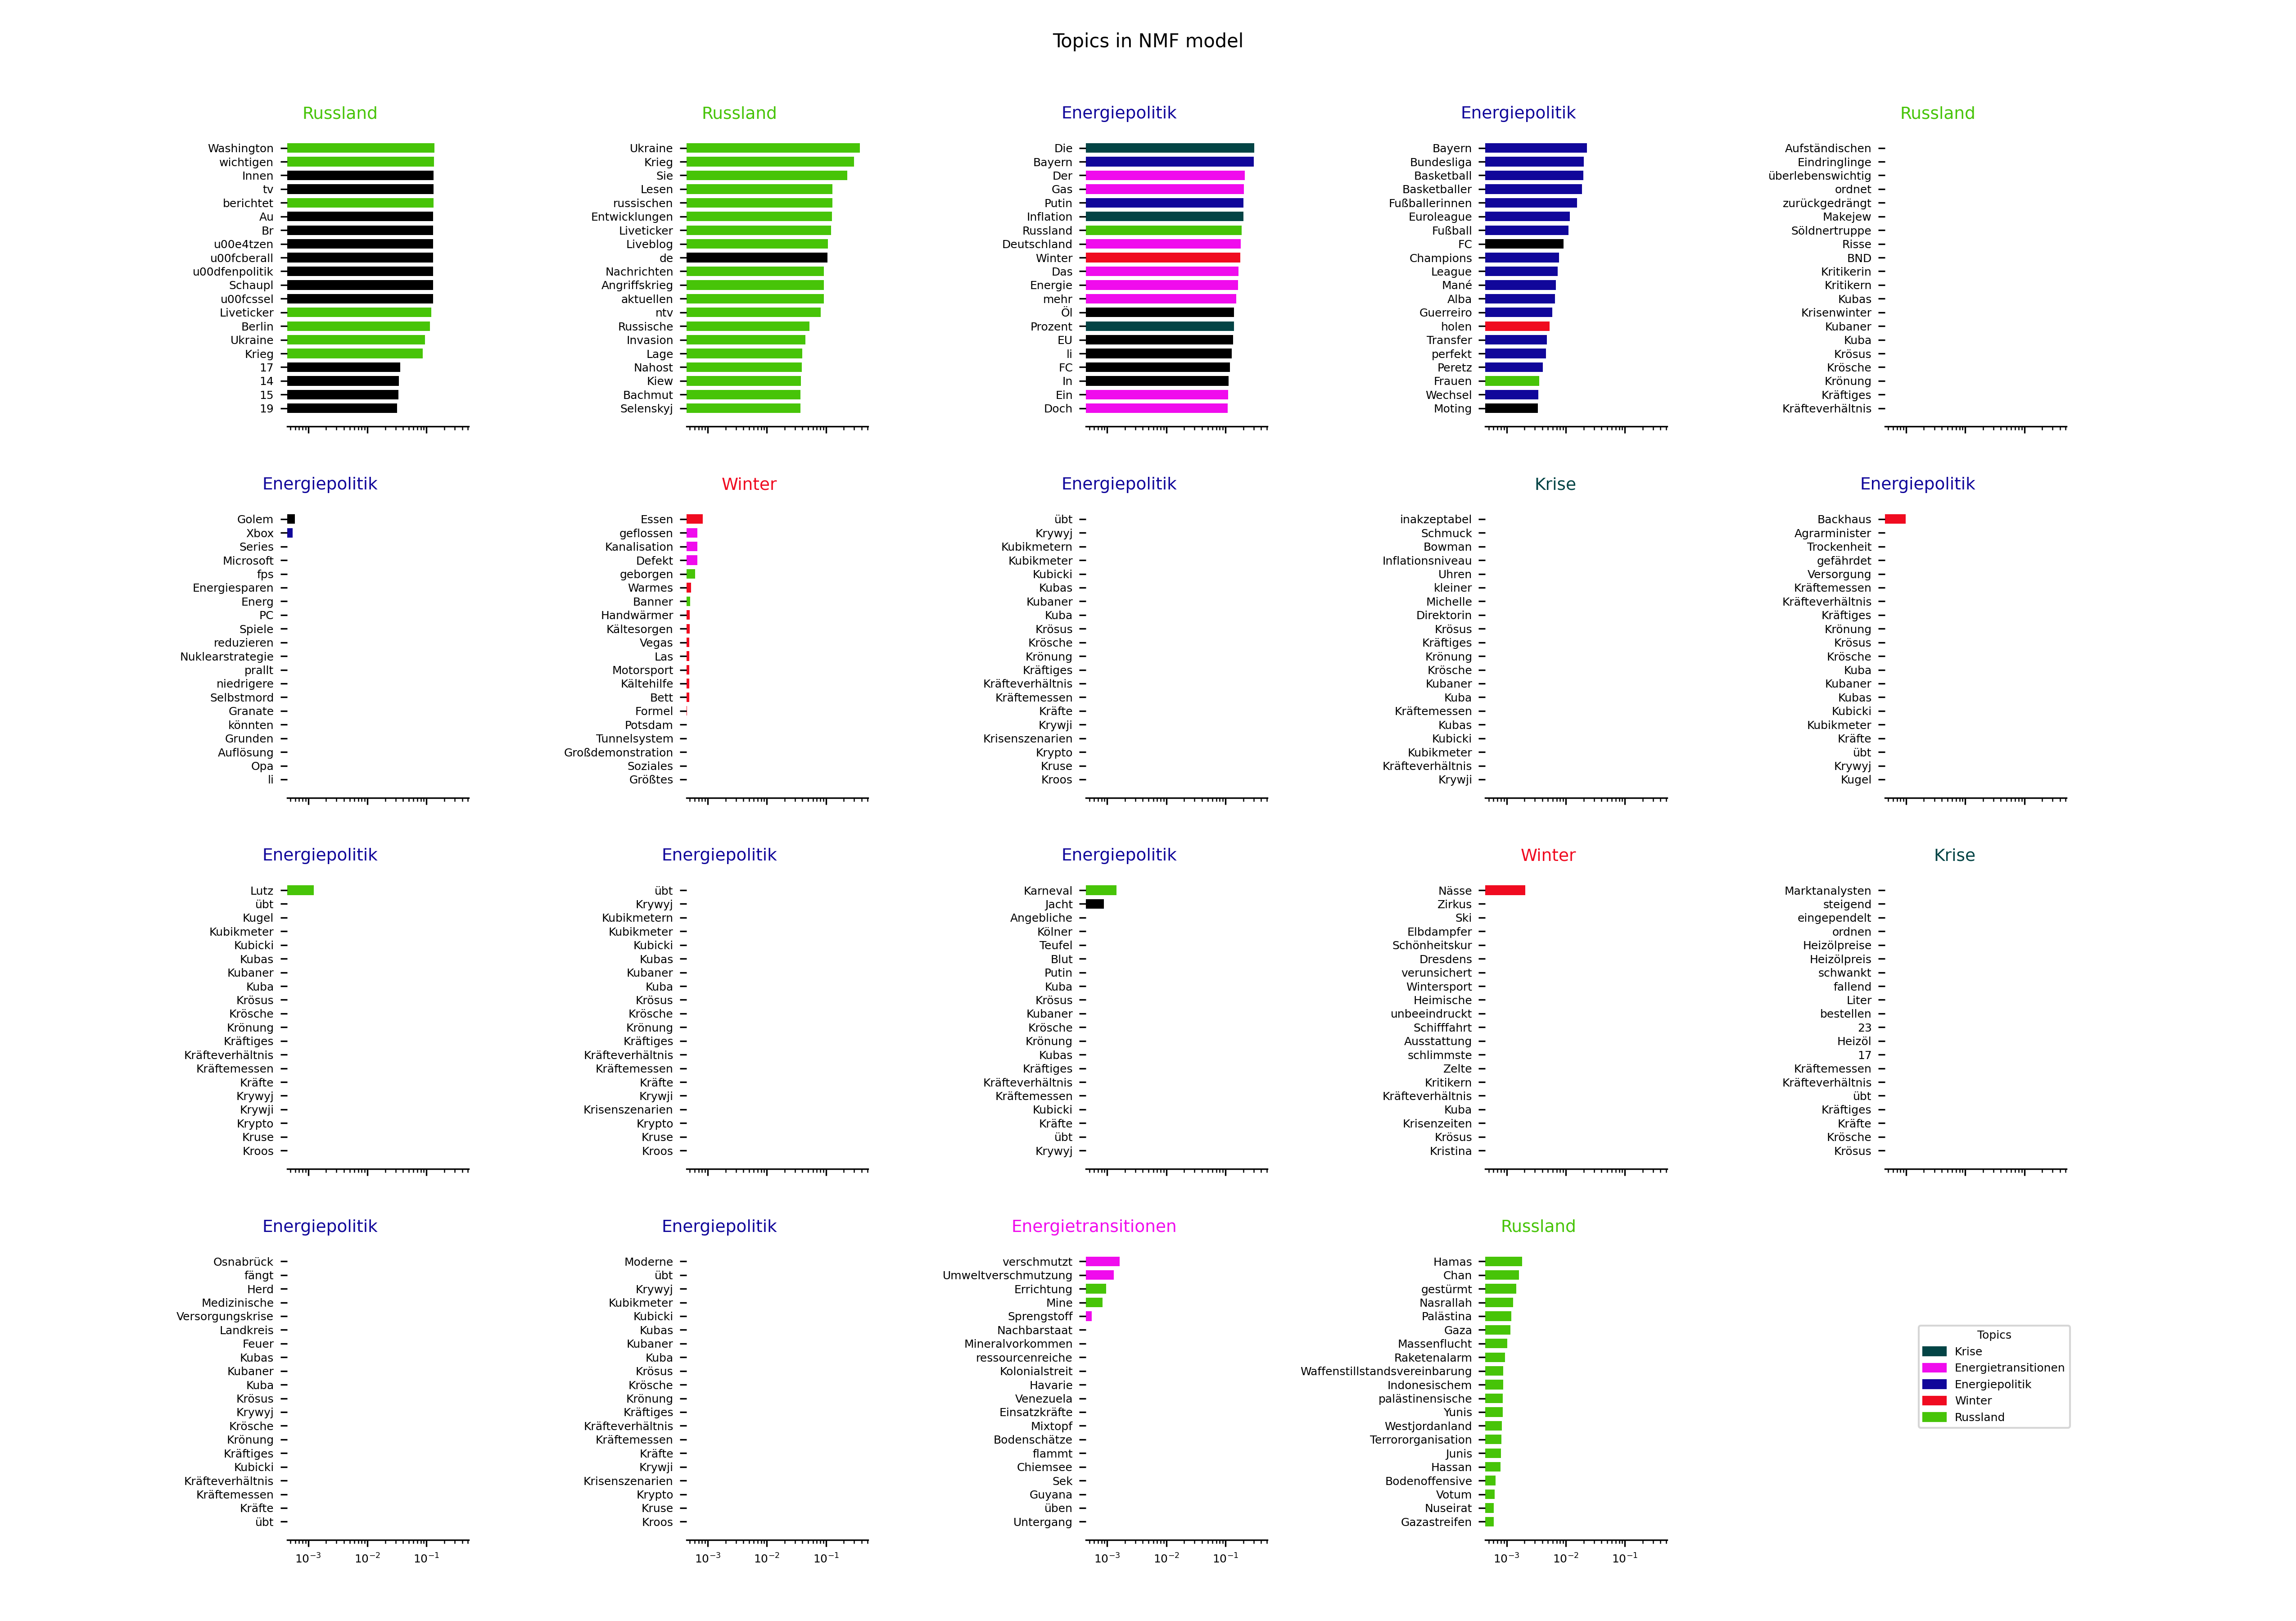 Topics in NMF model
Russland
Washington
wichtigen
Innen
tv
berichtet
Au
Br
u00e4tzen
u00fcberall
u00dfenpolitik
Schaupl
u00fcssel
Liveticker
Berlin
Ukraine
Krieg
17
14
15
19
Russland
Ukraine
Krieg
Sie
Lesen
russischen
Entwicklungen
Liveticker
Liveblog
de
Nachrichten
Angriffskrieg
aktuellen
ntv
Russische
Invasion
Lage
Nahost
Kiew
Bachmut
Selenskyj
Energiepolitik
Die
Bayern
Der
Gas
Putin
Inflation
Russland
Deutschland
Winter
Das
Energie
mehr
Öl
Prozent
EU
li
FC
In
Ein
Doch
Energiepolitik
Bayern
Bundesliga
Basketball
Basketballer
Fußballerinnen
Euroleague
Fußball
FC
Champions
League
Mané
Alba
Guerreiro
holen
Transfer
perfekt
Peretz
Frauen
Wechsel
Moting
Russland
Aufständischen
Eindringlinge
überlebenswichtig
ordnet
zurückgedrängt
Makejew
Söldnertruppe
Risse
BND
Kritikerin
Kritikern
Kubas
Krisenwinter
Kubaner
Kuba
Krösus
Krösche
Krönung
Kräftiges
Kräfteverhältnis
Energiepolitik
Golem
Xbox
Series
Microsoft
fps
Energiesparen
Energ
PC
Spiele
reduzieren
Nuklearstrategie
prallt
niedrigere
Selbstmord
Granate
könnten
Grunden
Auflösung
Opa
li
Winter
Essen
geflossen
Kanalisation
Defekt
geborgen
Warmes
Banner
Handwärmer
Kältesorgen
Vegas
Las
Motorsport
Kältehilfe
Bett
Formel
Potsdam
Tunnelsystem
Großdemonstration
Soziales
Größtes
Energiepolitik
übt
Krywyj
Kubikmetern
Kubikmeter
Kubicki
Kubas
Kubaner
Kuba
Krösus
Krösche
Krönung
Kräftiges
Kräfteverhältnis
Kräftemessen
Kräfte
Krywji
Krisenszenarien
Krypto
Kruse
Kroos
Krise
inakzeptabel
Schmuck
Bowman
Inflationsniveau
Uhren
kleiner
Michelle
Direktorin
Krösus
Kräftiges
Krönung
Krösche
Kubaner
Kuba
Kräftemessen
Kubas
Kubicki
Kubikmeter
Kräfteverhältnis
Krywji
Energiepolitik
Backhaus
Agrarminister
Trockenheit
gefährdet
Versorgung
Kräftemessen
Kräfteverhältnis
Kräftiges
Krönung
Krösus
Krösche
Kuba
Kubaner
Kubas
Kubicki
Kubikmeter
Kräfte
übt
Krywyj
Kugel
Energiepolitik
Lutz
übt
Kugel
Kubikmeter
Kubicki
Kubas
Kubaner
Kuba
Krösus
Krösche
Krönung
Kräftiges
Kräfteverhältnis
Kräftemessen
Kräfte
Krywyj
Krywji
Krypto
Kruse
Kroos
Energiepolitik
übt
Krywyj
Kubikmetern
Kubikmeter
Kubicki
Kubas
Kubaner
Kuba
Krösus
Krösche
Krönung
Kräftiges
Kräfteverhältnis
Kräftemessen
Kräfte
Krywji
Krisenszenarien
Krypto
Kruse
Kroos
Energiepolitik
Karneval
Jacht
Angebliche
Kölner
Teufel
Blut
Putin
Kuba
Krösus
Kubaner
Krösche
Krönung
Kubas
Kräftiges
Kräfteverhältnis
Kräftemessen
Kubicki
Kräfte
übt
Krywyj
Winter
Nässe
Zirkus
Ski
Elbdampfer
Schönheitskur
Dresdens
verunsichert
Wintersport
Heimische
unbeeindruckt
Schifffahrt
Ausstattung
schlimmste
Zelte
Kritikern
Kräfteverhältnis
Kuba
Krisenzeiten
Krösus
Kristina
Krise
Marktanalysten
steigend
eingependelt
ordnen
Heizölpreise
Heizölpreis
schwankt
fallend
Liter
bestellen
23
Heizöl
17
Kräftemessen
Kräfteverhältnis
übt
Kräftiges
Kräfte
Krösche
Krösus
Energiepolitik
Osnabrück
fängt
Herd
Medizinische
Versorgungskrise
Landkreis
Feuer
Kubas
Kubaner
Kuba
Krösus
Krywyj
Krösche
Krönung
Kräftiges
Kubicki
Kräfteverhältnis
Kräftemessen
Kräfte
übt
10⁻³ 10⁻² 10⁻¹
Energiepolitik
Moderne
übt
Krywyj
Kubikmeter
Kubicki
Kubas
Kubaner
Kuba
Krösus
Krösche
Krönung
Kräftiges
Kräfteverhältnis
Kräftemessen
Kräfte
Krywji
Krisenszenarien
Krypto
Kruse
Kroos
10⁻³ 10⁻² 10⁻¹
Energietransitionen
verschmutzt
Umweltverschmutzung
Errichtung
Mine
Sprengstoff
Nachbarstaat
Mineralvorkommen
ressourcenreiche
Kolonialstreit
Havarie
Venezuela
Einsatzkräfte
Mixtopf
Bodenschätze
flammt
Chiemsee
Sek
Guyana
üben
Untergang
10⁻³ 10⁻² 10⁻¹
Russland
Hamas
Chan
gestürmt
Nasrallah
Palästina
Gaza
Massenflucht
Raketenalarm
Waffenstillstandsvereinbarung
Indonesischem
palästinensische
Yunis
Westjordanland
Terrororganisation
Junis
Hassan
Bodenoffensive
Votum
Nuseirat
Gazastreifen
10⁻³ 10⁻² 10⁻¹
Topics
Krise
Energietransitionen
Energiepolitik
Winter
Russland